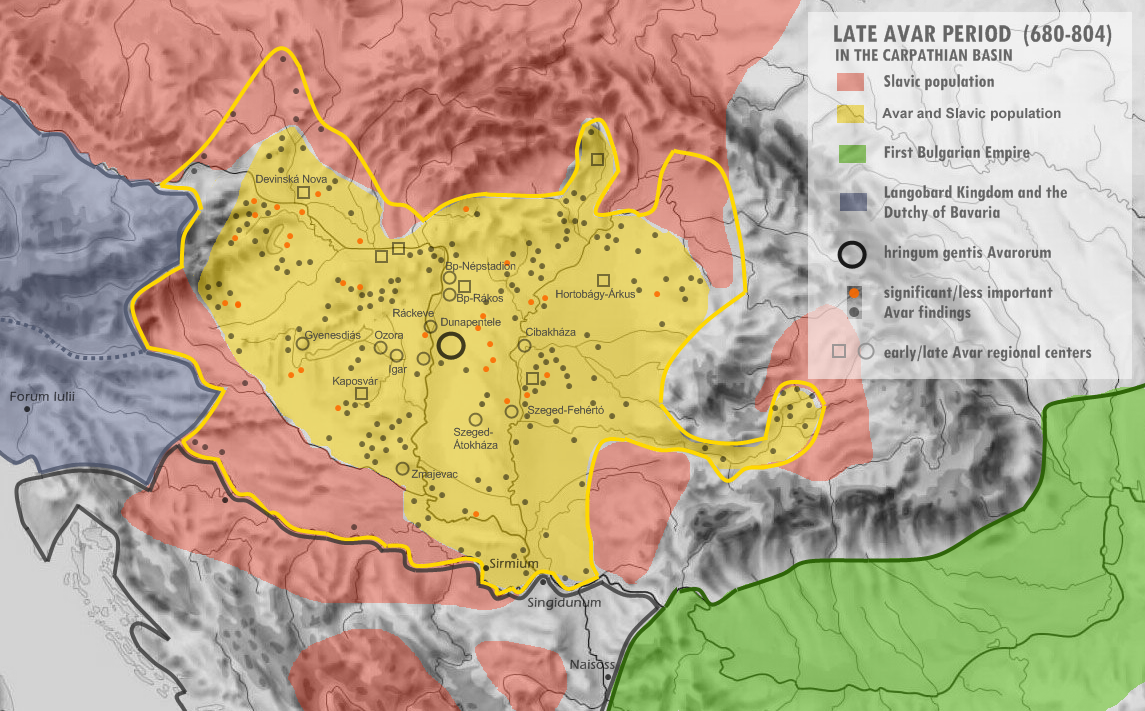 LATE AVAR PERIOD (680-804)
IN THE CARPATHIAN BASIN
Slavic population
Avar and Slavic population
First Bulgarian Empire
Langobard Kingdom and the
Dutchy of Bavaria
hringum gentis Avarorum
significant/less important
Avar findings
early/late Avar regional centers
Devinská Nova
Bp-Népstadion
Bp-Rákos
Hortobágy-Árkus
Ráckeve
Dunapentele
Gyenesdiás
Ozora
Cibakháza
Igar
Kaposvár
Forum Iulii
Szeged-Fehértó
Szeged-
Átokháza
Zmajevac
Sirmium
Singidunum
Naisoss